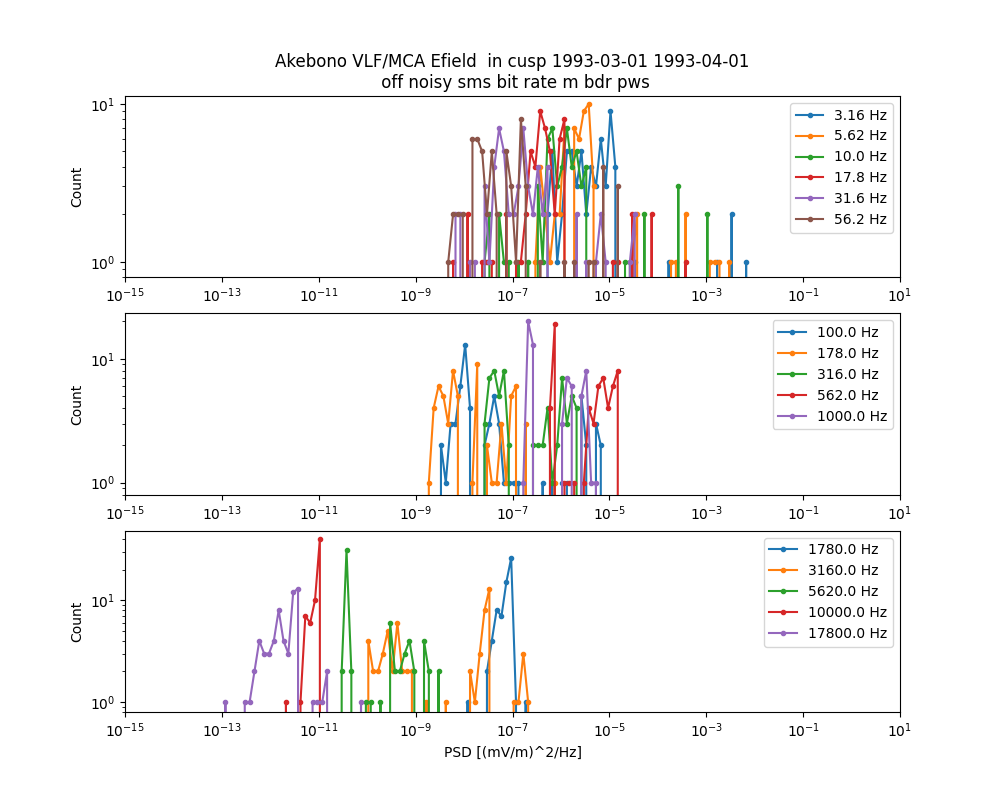 Akebono VLF/MCA Efield  in cusp 1993-03-01 1993-04-01
off noisy sms bit rate m bdr pws
10^1
10^0
Count
3.16 Hz
5.62 Hz
10.0 Hz
17.8 Hz
31.6 Hz
56.2 Hz
10^-15 10^-13 10^-11 10^-9 10^-7 10^-5 10^-3 10^-1 10^1
10^1
10^0
Count
100.0 Hz
178.0 Hz
316.0 Hz
562.0 Hz
1000.0 Hz
10^-15 10^-13 10^-11 10^-9 10^-7 10^-5 10^-3 10^-1 10^1
10^1
10^0
Count
1780.0 Hz
3160.0 Hz
5620.0 Hz
10000.0 Hz
17800.0 Hz
10^-15 10^-13 10^-11 10^-9 10^-7 10^-5 10^-3 10^-1 10^1
PSD [(mV/m)^2/Hz]